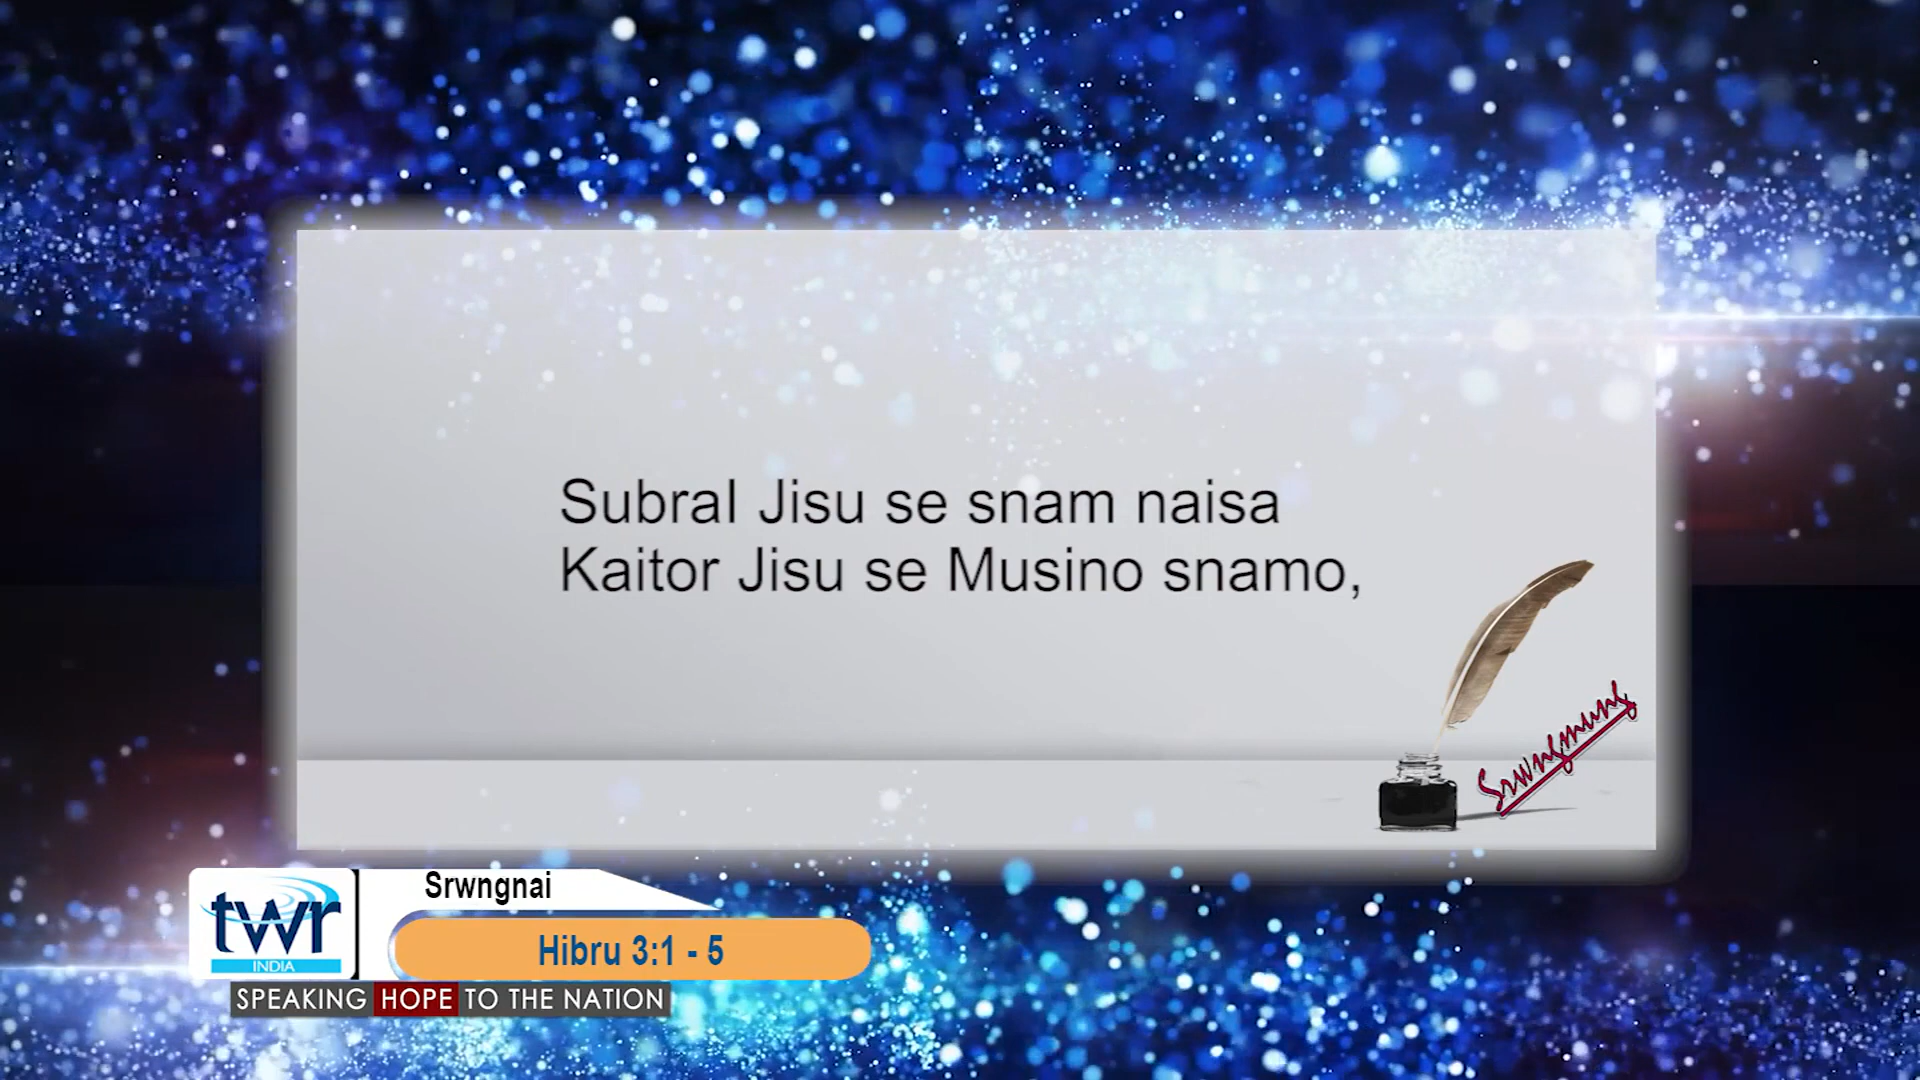 Subral Jisu se snam naisa
Kaitor Jisu se Musino snamo,
Srwngmung
twr
INDIA
Srwngnai
Hibru 3:1 - 5
SPEAKING HOPE TO THE NATION